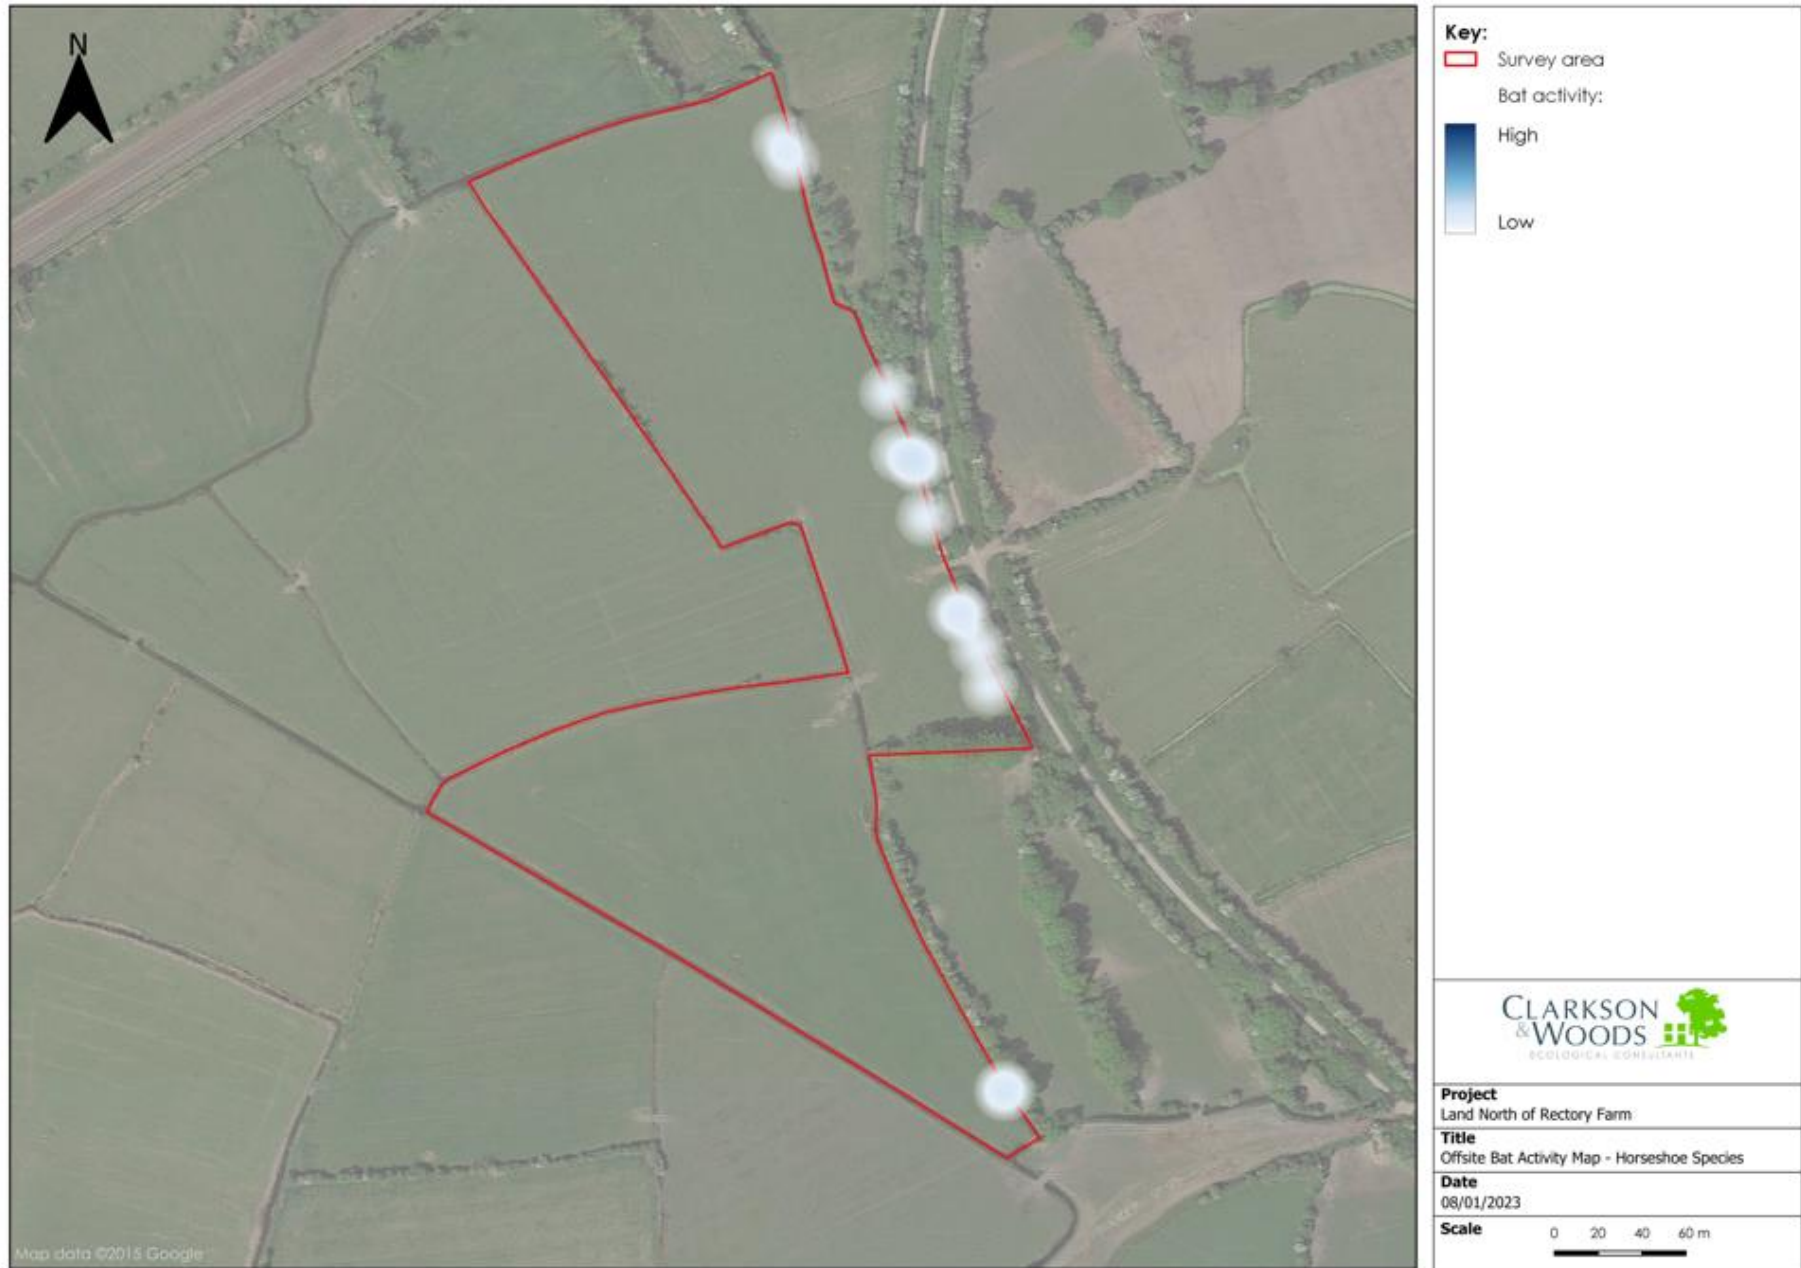 N
Key:
Survey area
Bat activity:
High
Low
CLARKSON
& WOODS
ECOLOGICAL CONSULTANTS
Project
Land North of Rectory Farm
Title
Offsite Bat Activity Map - Horseshoe Species
Date
08/01/2023
Scale
0 20 40 60 m
Map data ©2015 Google